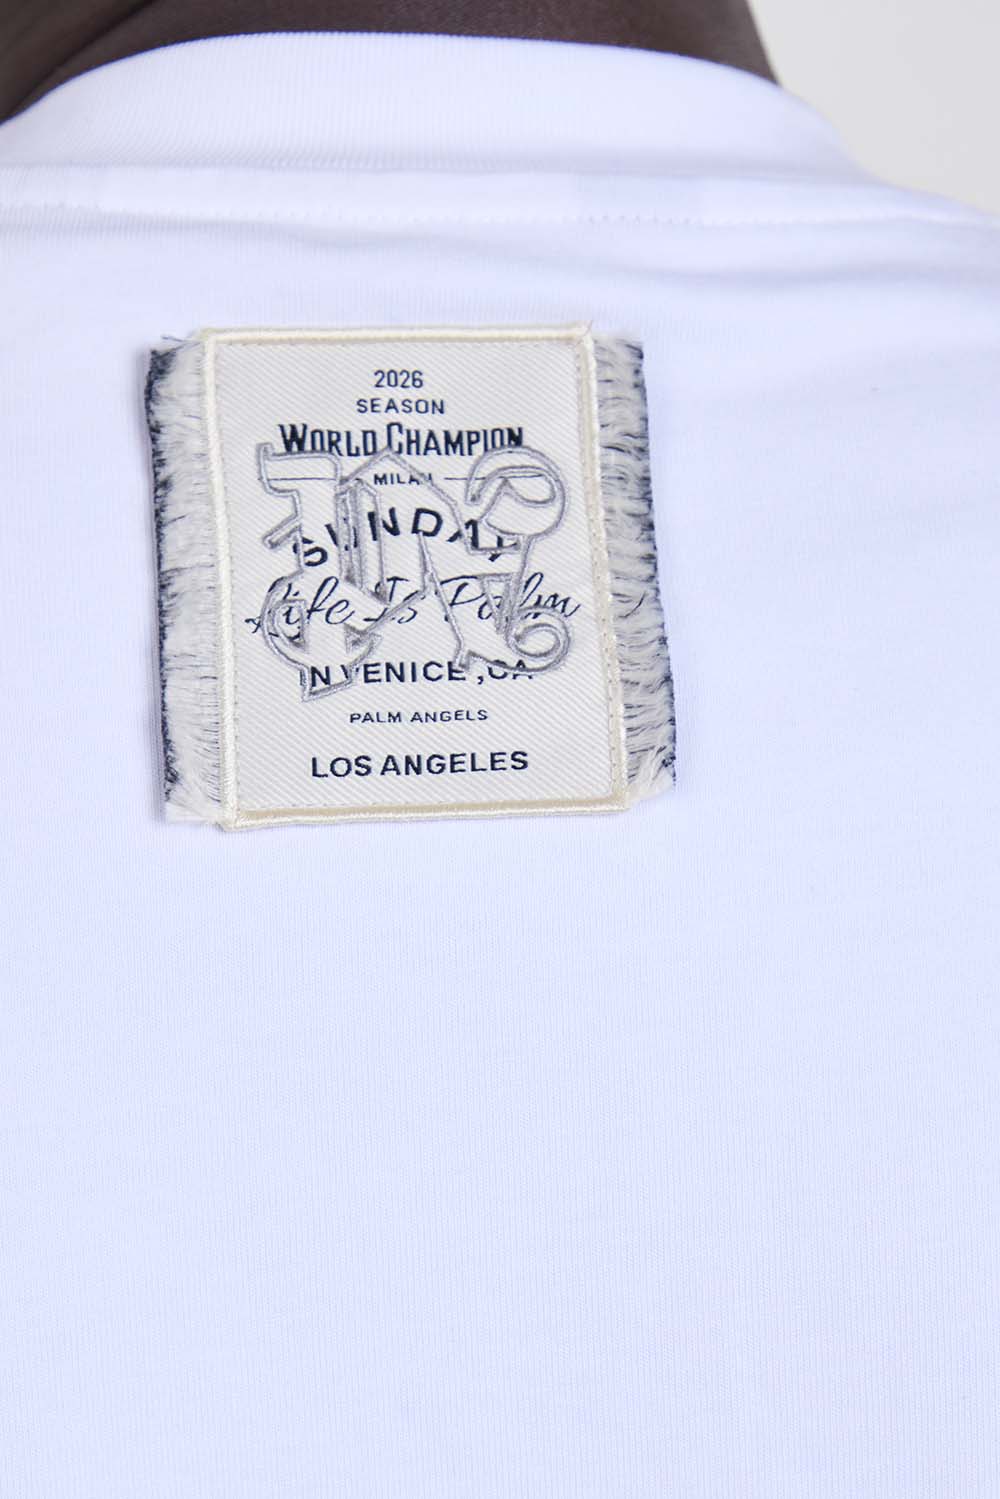 2026
SEASON
WORLD CHAMPION
MILAN
SUNDAY
Life Is Palm
IN VENICE ,CA
PALM ANGELS
LOS ANGELES